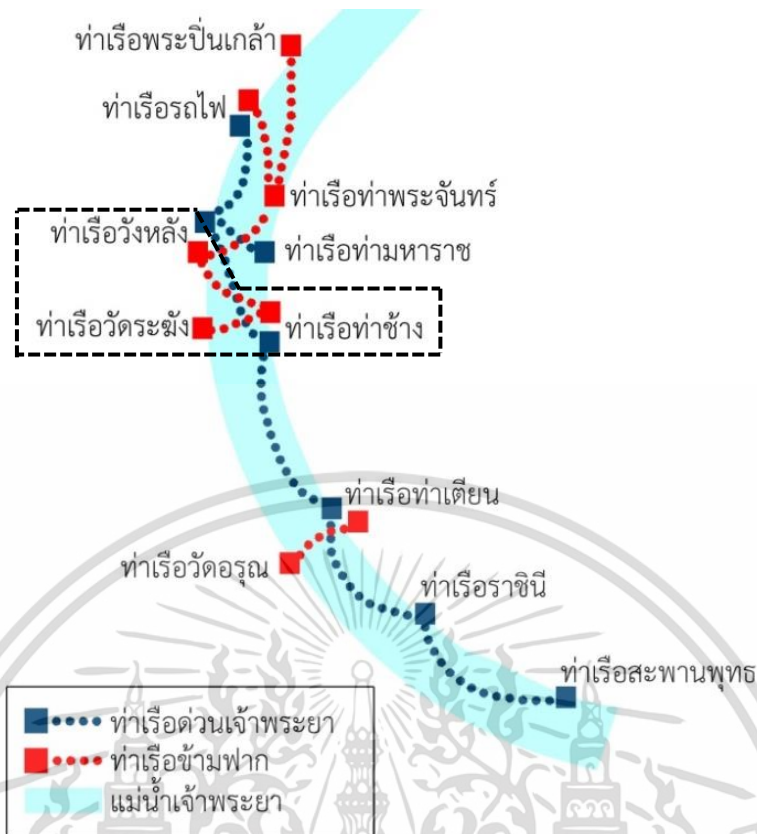 ท่าเรือพระปิ่นเกล้า
ท่าเรือรถไฟ
ท่าเรือท่าพระจันทร์
ท่าเรือวังหลัง
ท่าเรือท่ามหาราช
ท่าเรือวัดระฆัง
ท่าเรือท่าช้าง
ท่าเรือท่าเตียน
ท่าเรือวัดอรุณ
ท่าเรือราชินี
ท่าเรือสะพานพุทธ
ท่าเรือด่วนเจ้าพระยา
ท่าเรือข้ามฟาก
แม่น้ำเจ้าพระยา